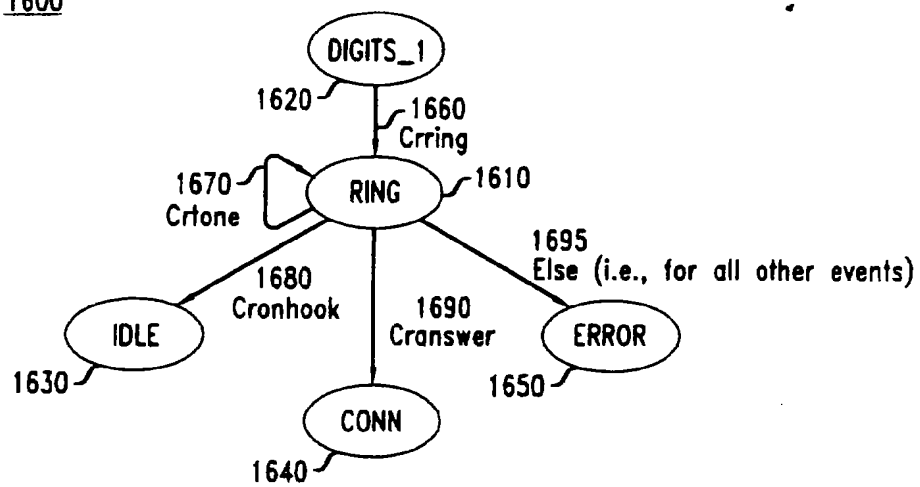 1600
DIGITS_1
1620
1660
Crring
1670
Crtone
RING
1610
1680
Cronhook
1690
Cranswer
1695
Else (i.e., for all other events)
IDLE
1630
CONN
1640
ERROR
1650